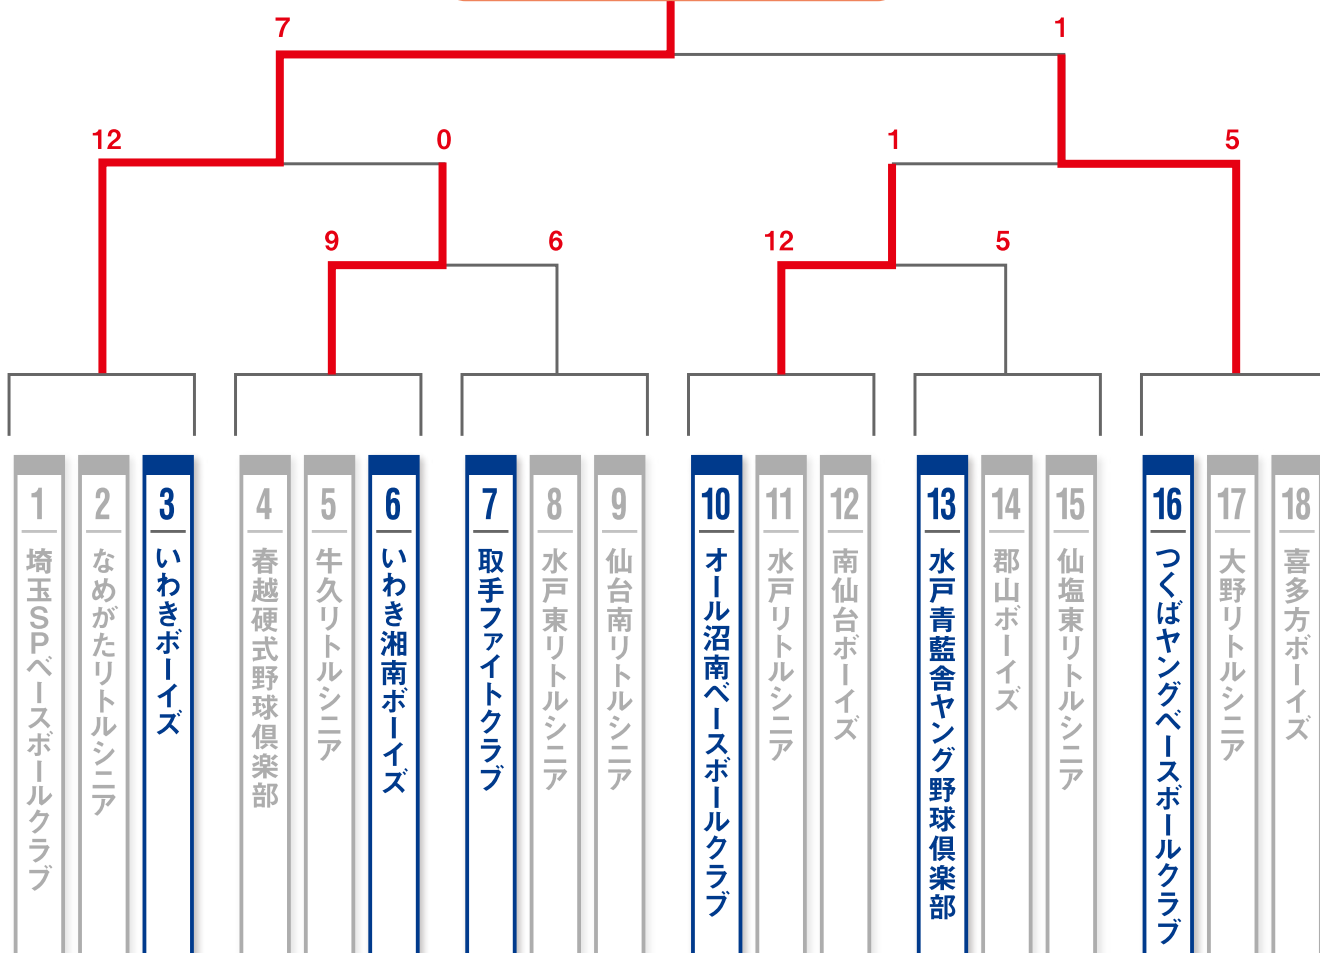 7
1
12
0
1
5
9
6
12
5
1
埼玉SPベースボールクラブ
2
なめがたリトルシニア
3
いわきボーイズ
4
春越硬式野球倶楽部
5
牛久リトルシニア
6
いわき湘南ボーイズ
7
取手ファイトクラブ
8
水戸東リトルシニア
9
仙台南リトルシニア
10
オール沼南ベースボールクラブ
11
水戸リトルシニア
12
南仙台ボーイズ
13
水戸青藍舎ヤング野球倶楽部
14
郡山ボーイズ
15
仙塩東リトルシニア
16
つくばヤングベースボールクラブ
17
大野リトルシニア
18
喜多方ボーイズ